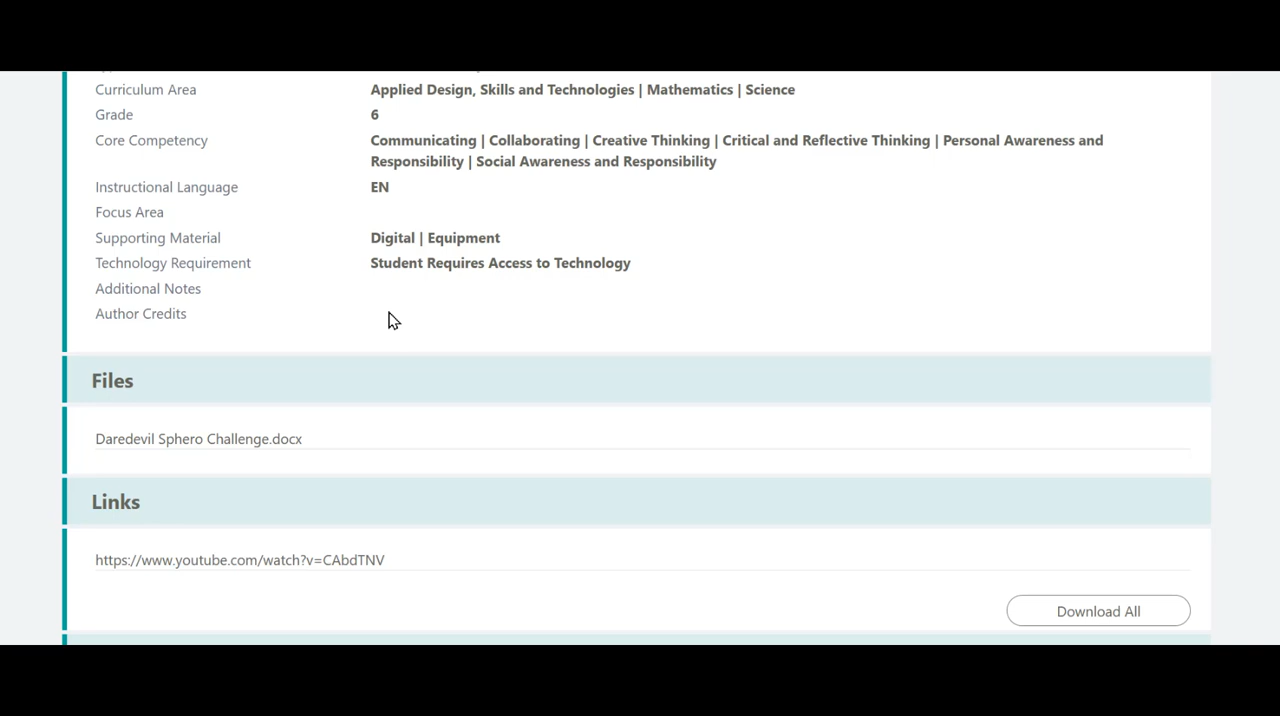 Curriculum Area Applied Design, Skills and Technologies | Mathematics | Science
Grade 6
Core Competency Communicating | Collaborating | Creative Thinking | Critical and Reflective Thinking | Personal Awareness and
Responsibility | Social Awareness and Responsibility
Instructional Language EN
Focus Area
Supporting Material Digital | Equipment
Technology Requirement Student Requires Access to Technology
Additional Notes
Author Credits
Files
Daredevil Sphero Challenge.docx
Links
https://www.youtube.com/watch?v=CAbdTNV
Download All